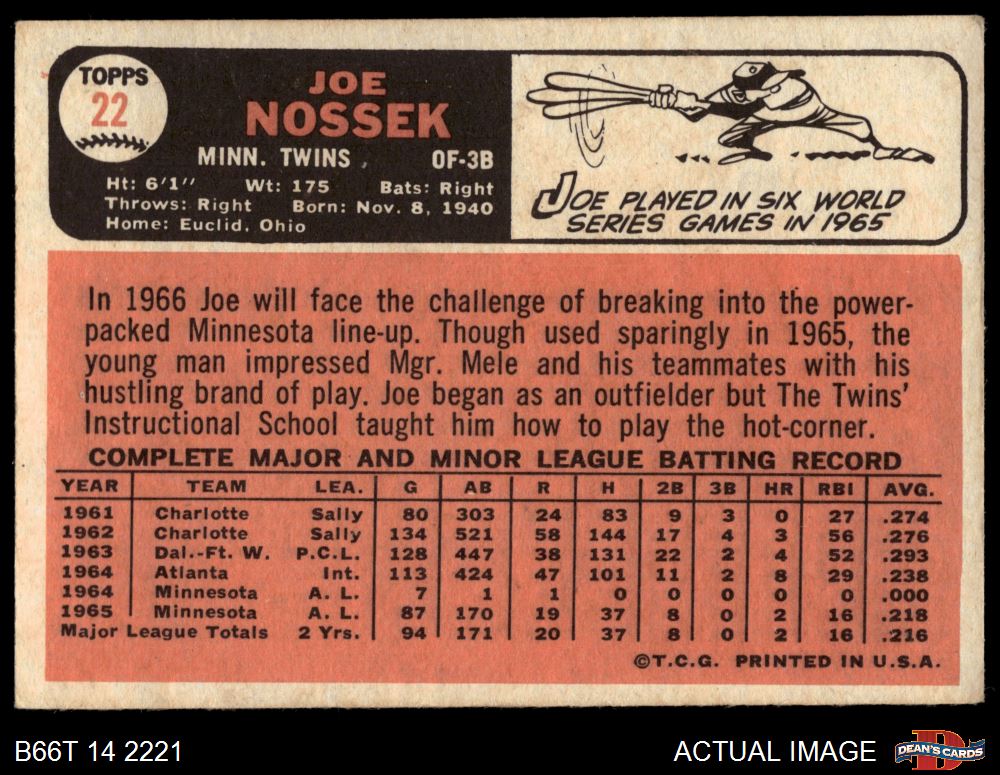 TOPPS
22
JOE
NOSSEK
MINN. TWINS OF-3B
Ht: 6'1" Wt: 175 Bats: Right
Throws: Right Born: Nov. 8, 1940
Home: Euclid, Ohio
JOE PLAYED IN SIX WORLD
SERIES GAMES IN 1965
In 1966 Joe will face the challenge of breaking into the power-
packed Minnesota line-up. Though used sparingly in 1965, the
young man impressed Mgr. Mele and his teammates with his
hustling brand of play. Joe began as an outfielder but The Twins'
Instructional School taught him how to play the hot-corner.
COMPLETE MAJOR AND MINOR LEAGUE BATTING RECORD
YEAR TEAM LEA. G AB R H 2B 3B HR RBI AVG.
1961 Charlotte Sally 80 303 24 83 9 3 0 27 .274
1962 Charlotte Sally 134 521 58 144 17 4 3 56 .276
1963 Dal.-Ft. W. P.C.L. 128 447 38 131 22 2 4 52 .293
1964 Atlanta Int. 113 424 47 101 11 2 8 29 .238
1964 Minnesota A. L. 7 1 1 0 0 0 0 0 .000
1965 Minnesota A. L. 87 170 19 37 8 0 2 16 .218
Major League Totals 2 Yrs. 94 171 20 37 8 0 2 16 .216
©T.C.G. PRINTED IN U.S.A.
B66T 14 2221 ACTUAL IMAGE DEAN'S CARDS